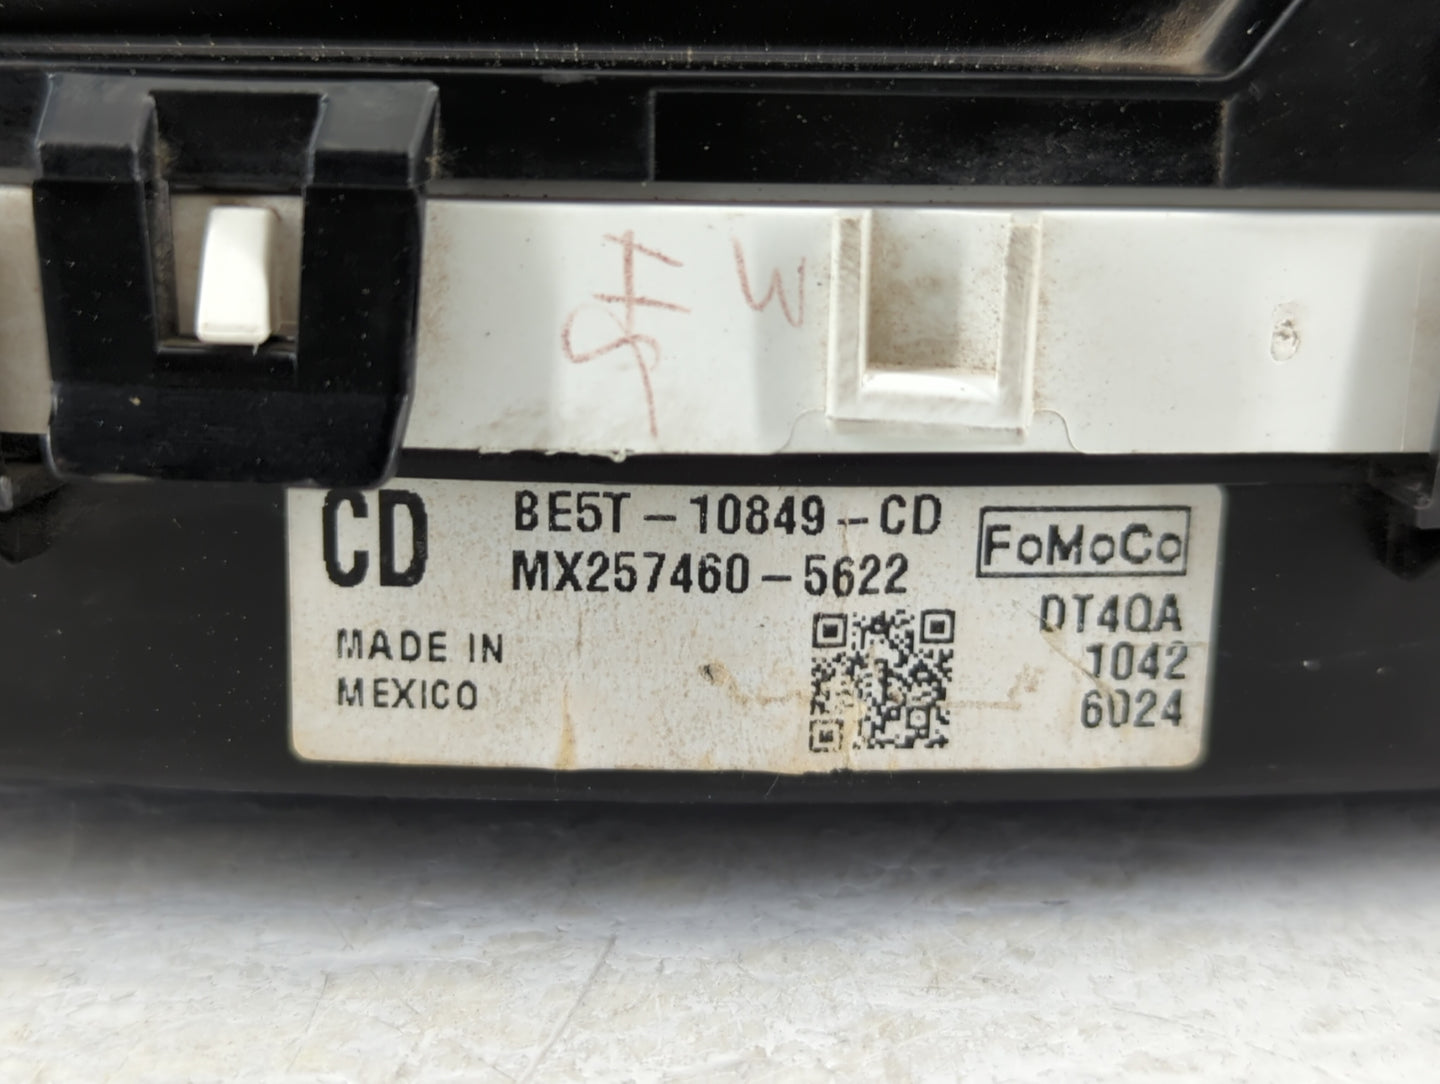 CD
BE5T-10849-CD
MX257460-5622
FoMoCo
DT4QA
1042
6024
MADE IN
MEXICO